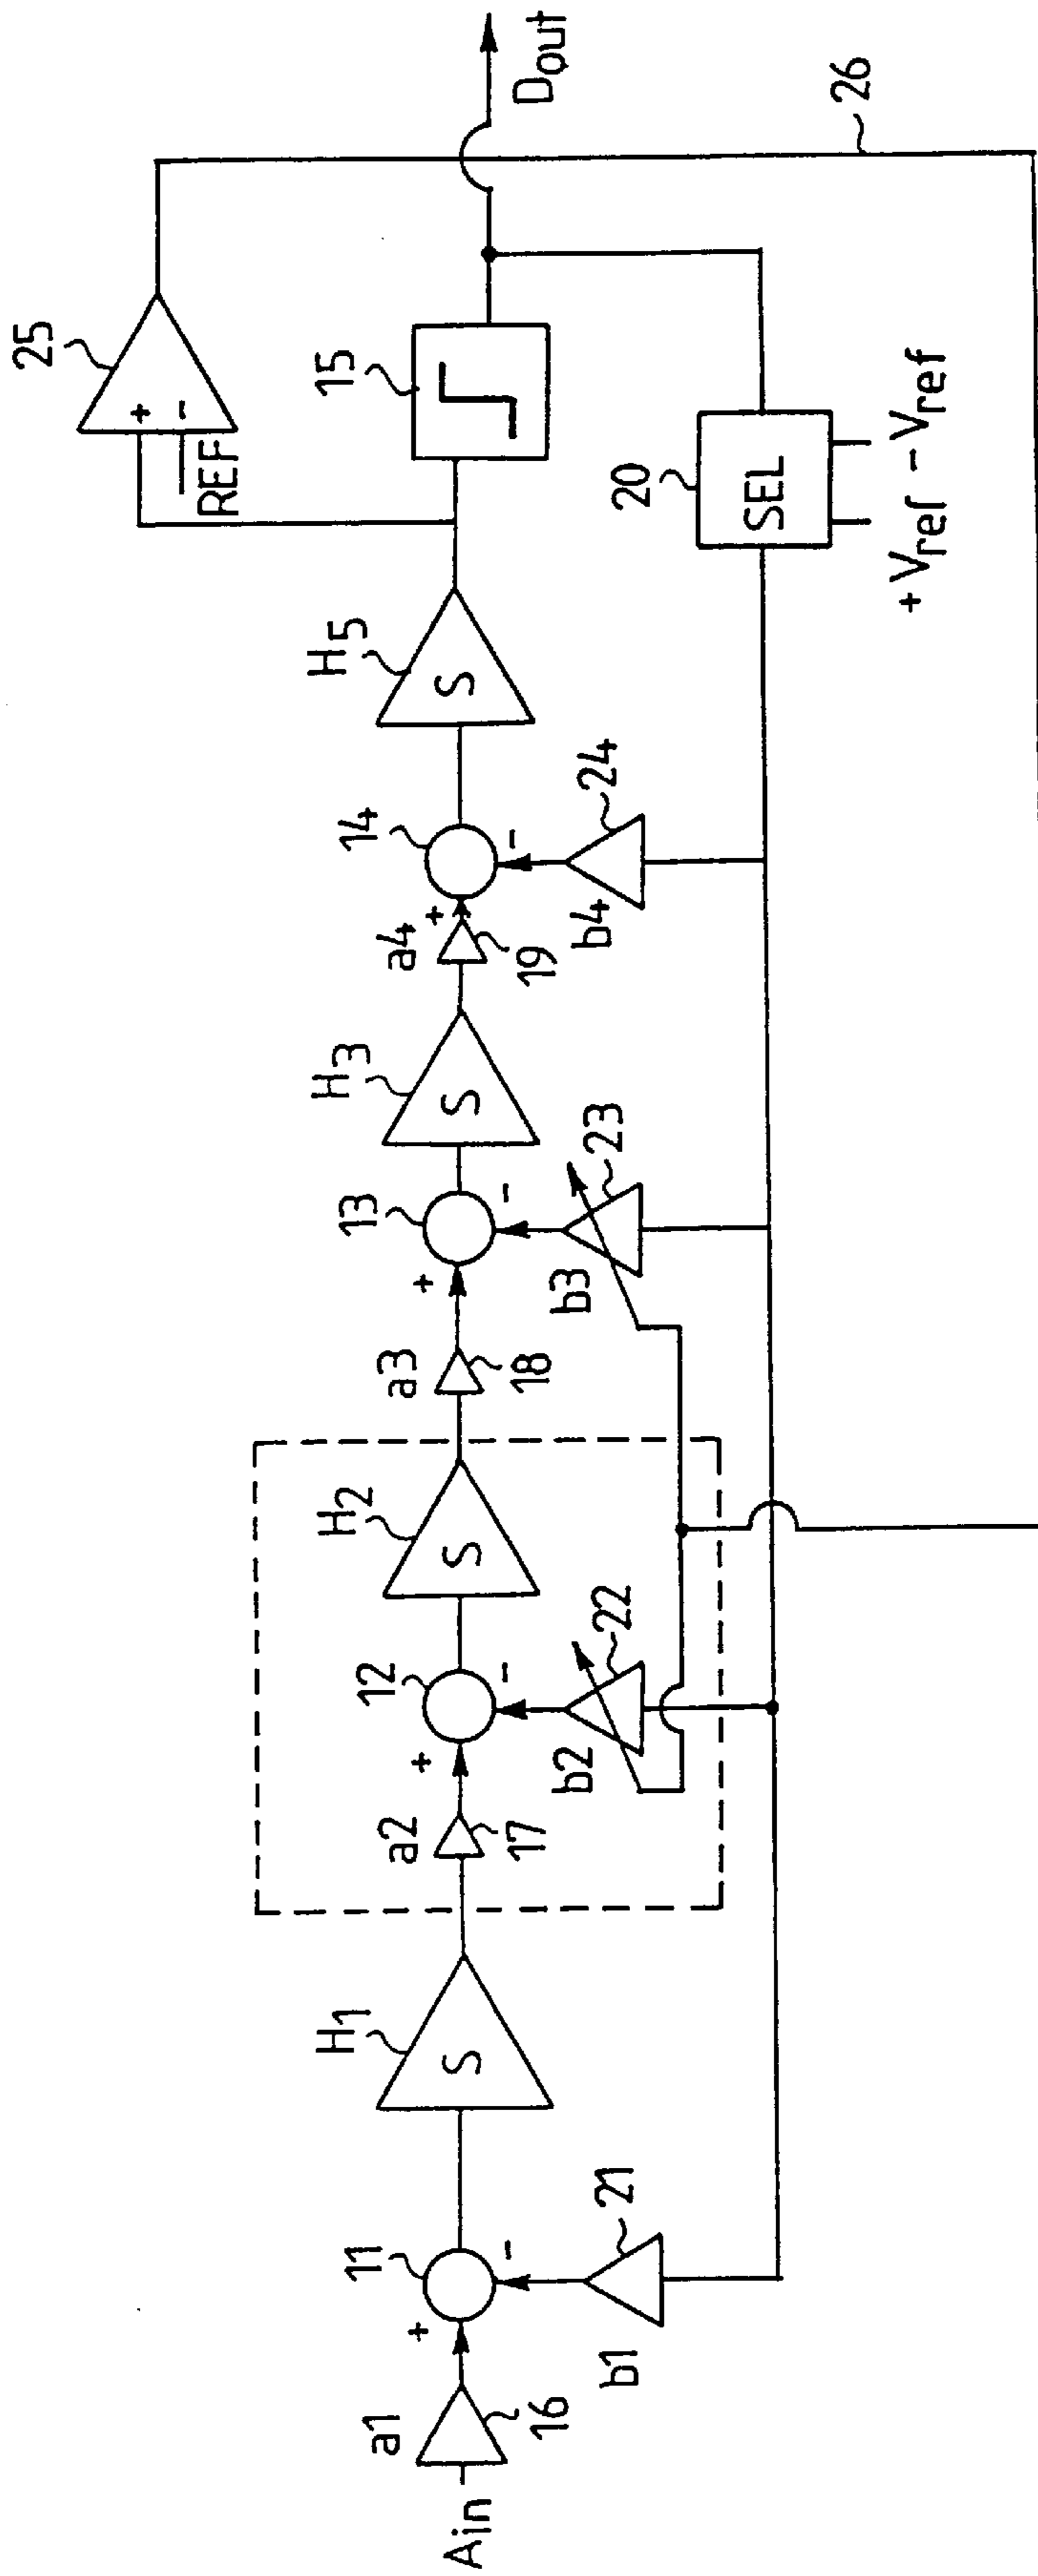 Ain
a1
16
11
+
-
b1
21
H1
S
a2
17
12
+
-
b2
22
H2
S
a3
18
13
+
-
b3
23
H3
S
a4
19
14
+
-
b4
24
H5
S
25
+
-
REF
15
20
SEL
+Vref -Vref
Dout
26